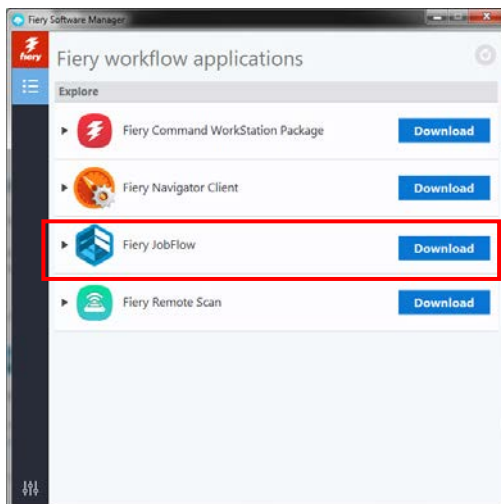 Fiery Software Manager
fiery
Fiery workflow applications
Explore
Fiery Command WorkStation Package
Download
Fiery Navigator Client
Download
Fiery JobFlow
Download
Fiery Remote Scan
Download